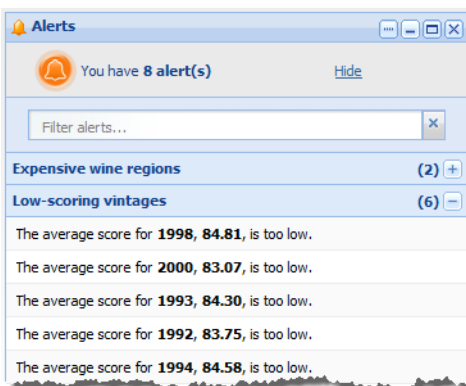 Alerts
You have 8 alert(s) Hide
Filter alerts...
Expensive wine regions (2)
Low-scoring vintages (6)
The average score for 1998, 84.81, is too low.
The average score for 2000, 83.07, is too low.
The average score for 1993, 84.30, is too low.
The average score for 1992, 83.75, is too low.
The average score for 1994, 84.58, is too low.